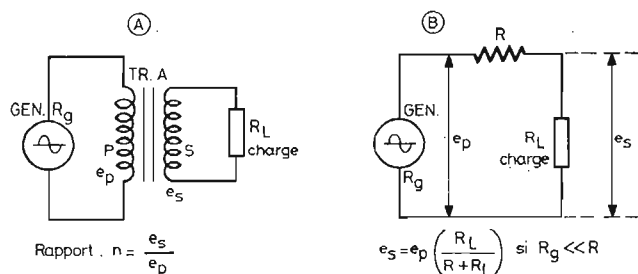 A
TR. A
GEN. Rg
P
S
ep
es
RL
charge
Rapport . n = es/ep
B
R
GEN.
Rg
ep
RL
charge
es
es = ep (RL/R+RL) si Rg << R